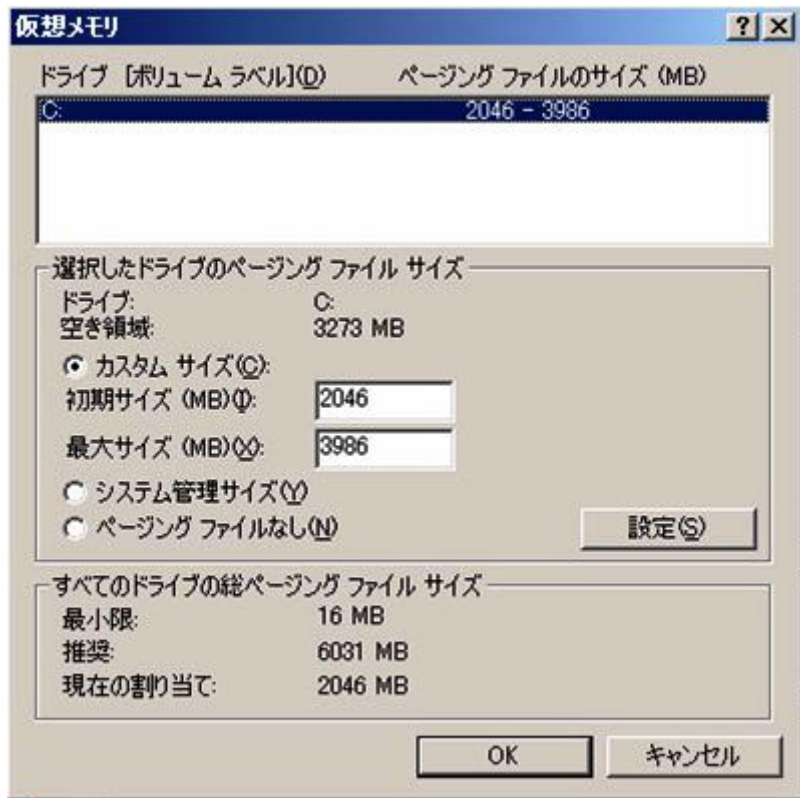 仮想メモリ
ドライブ [ボリューム ラベル](D) ページング ファイルのサイズ (MB)
C: 2046 - 3986
選択したドライブのページング ファイル サイズ
ドライブ: C:
空き領域: 3273 MB
カスタム サイズ(C):
初期サイズ (MB)(I): 2046
最大サイズ (MB)(X): 3986
システム管理サイズ(Y)
ページング ファイルなし(N) 設定(S)
すべてのドライブの総ページング ファイル サイズ
最小限: 16 MB
推奨: 6031 MB
現在の割り当て: 2046 MB
OK キャンセル